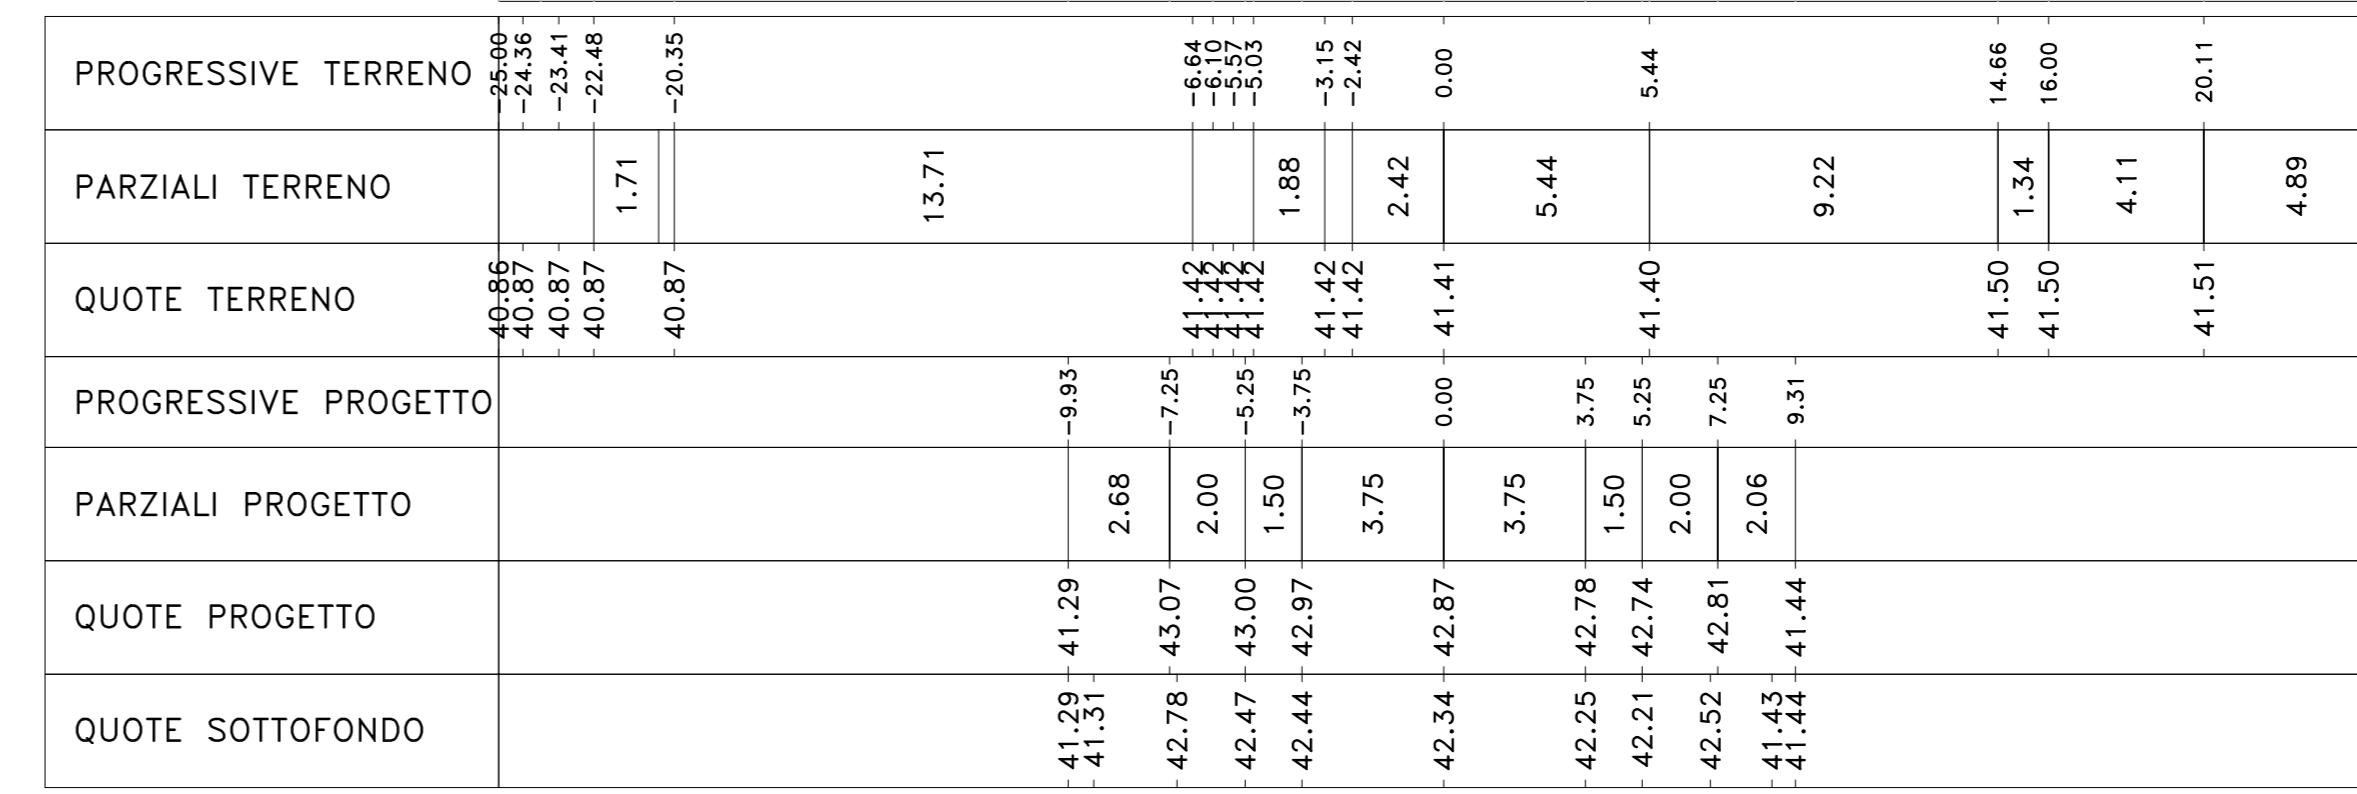 PROGRESSIVE TERRENO -25.00 -24.36 -23.41 -22.48 -20.35 -6.64 -6.10 -5.57 -5.03 -3.15 -2.42 0.00 5.44 14.66 16.00 20.11
PARZIALI TERRENO 1.71 13.71 1.88 2.42 5.44 9.22 1.34 4.11 4.89
QUOTE TERRENO 40.86 40.87 40.87 40.87 40.87 41.42 41.42 41.42 41.42 41.42 41.42 41.41 41.40 41.50 41.50 41.51
PROGRESSIVE PROGETTO -9.93 -7.25 -5.25 -3.75 0.00 3.75 5.25 7.25 9.31
PARZIALI PROGETTO 2.68 2.00 1.50 3.75 3.75 1.50 2.00 2.06
QUOTE PROGETTO 41.29 43.07 43.00 42.97 42.87 42.78 42.74 42.81 41.44
QUOTE SOTTOFONDO 41.29 41.31 42.78 42.47 42.44 42.34 42.25 42.21 42.52 41.43 41.44